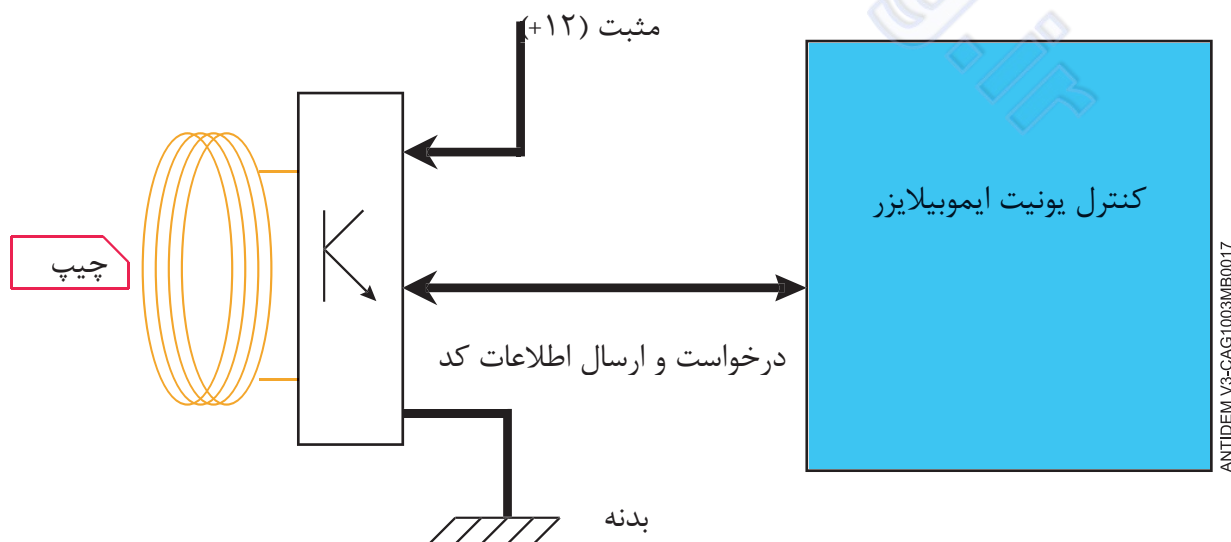 مثبت (۱۲+)
کنترل یونیت ایموبیلایزر
چیپ
درخواست و ارسال اطلاعات کد
بدنه
ANTIDEM V3-CAG1003MB0017